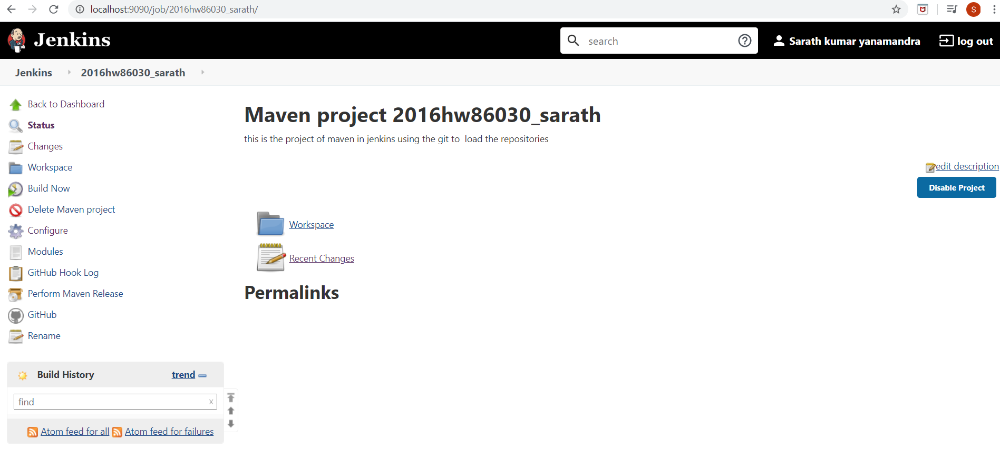 localhost:9090/job/2016hw86030_sarath/
S
Jenkins
search
Sarath kumar yanamandra
log out
Jenkins
2016hw86030_sarath
Back to Dashboard
Status
Changes
Workspace
Build Now
Delete Maven project
Configure
Modules
GitHub Hook Log
Perform Maven Release
GitHub
Rename
Build History
trend
find
x
Atom feed for all
Atom feed for failures
Maven project 2016hw86030_sarath
this is the project of maven in jenkins using the git to  load the repositories
edit description
Disable Project
Workspace
Recent Changes
Permalinks